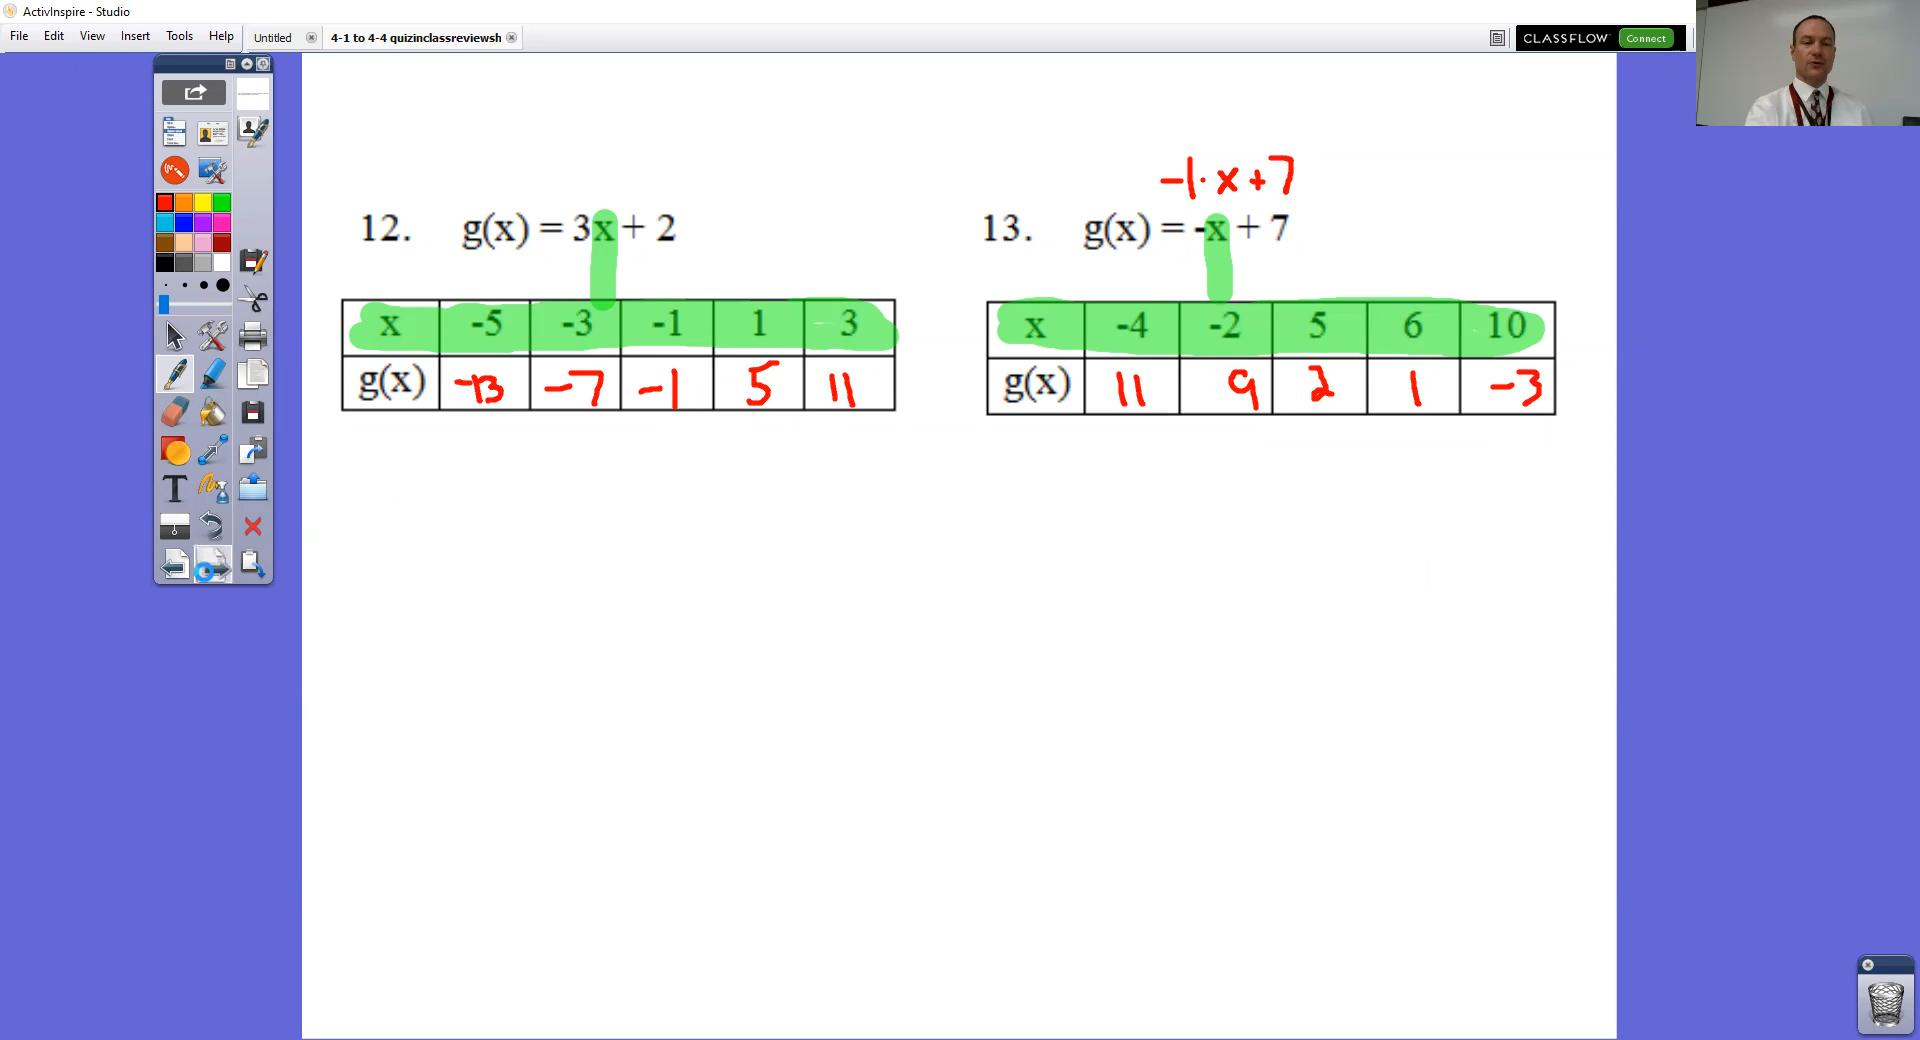 ActivInspire - Studio
File Edit View Insert Tools Help
Untitled 4-1 to 4-4 quizinclassreviewsh
CLASSFLOW Connect
-1·x+7
12. g(x) = 3x + 2
13. g(x) = -x + 7
x -5 -3 -1 1 3
g(x) -13 -7 -1 5 11
x -4 -2 5 6 10
g(x) 11 9 2 1 -3
T